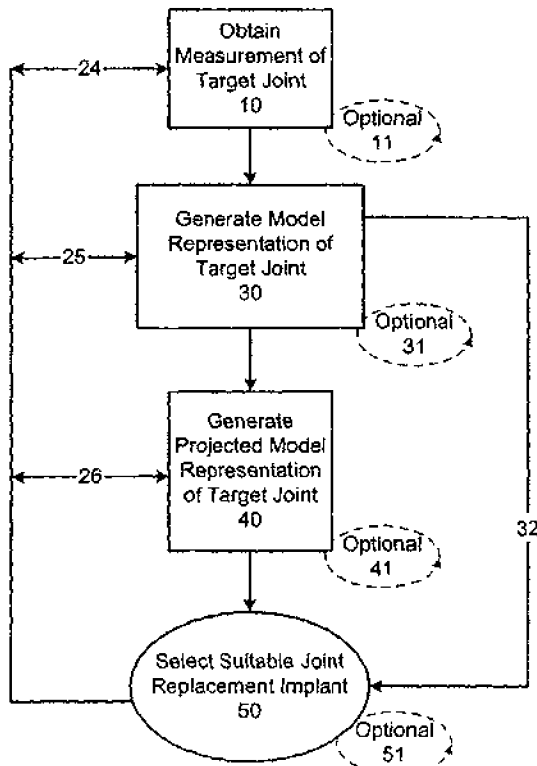 Obtain
Measurement of
Target Joint
10
24
Optional
11
Generate Model
Representation of
Target Joint
30
25
Optional
31
Generate
Projected Model
Representation
of Target Joint
40
26
Optional
41
32
Select Suitable Joint
Replacement Implant
50
Optional
51